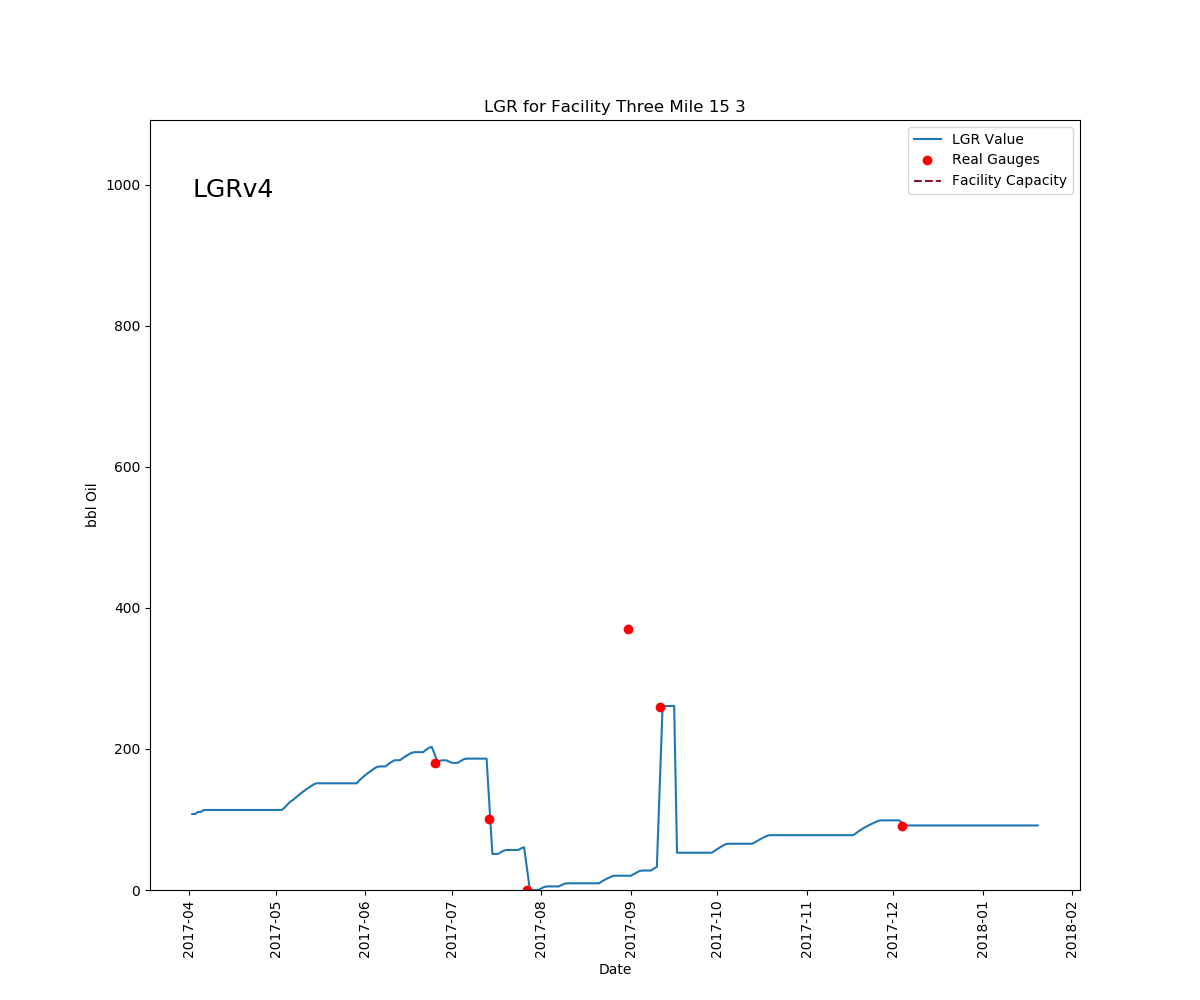 LGR for Facility Three Mile 15 3
LGRv4
LGR Value
Real Gauges
Facility Capacity
bbl Oil
1000
800
600
400
200
0
2017-04
2017-05
2017-06
2017-07
2017-08
2017-09
2017-10
2017-11
2017-12
2018-01
2018-02
Date